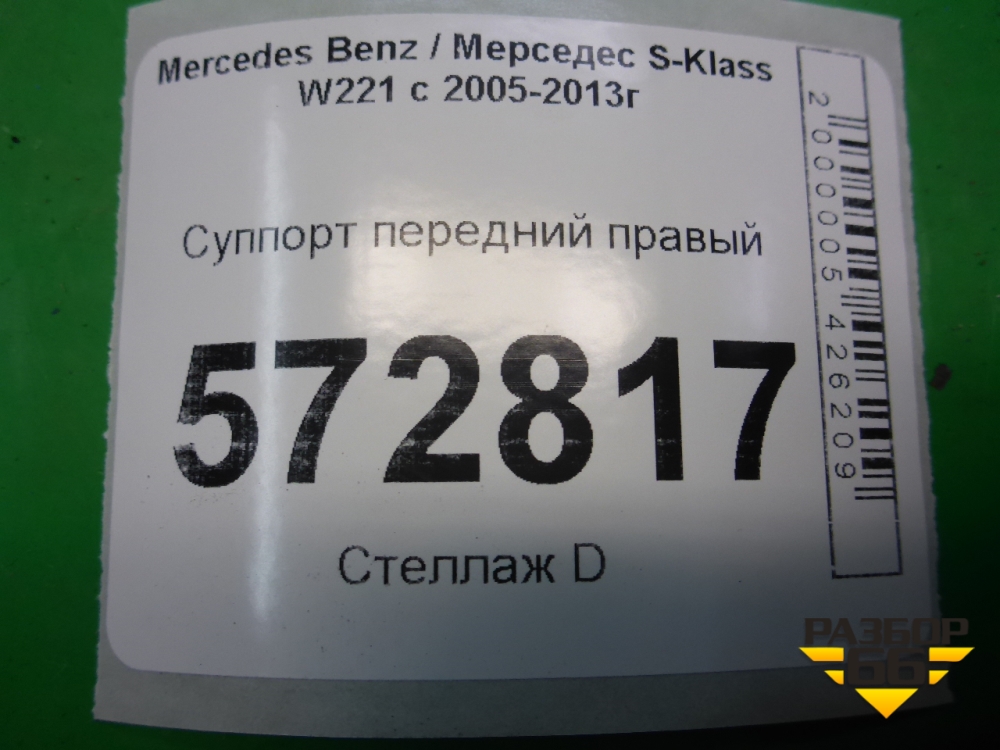 Mercedes Benz / Мерседес S-Klass
W221 с 2005-2013г
Суппорт передний правый
572817
Стеллаж D
2000005426209
РАЗБОР
66